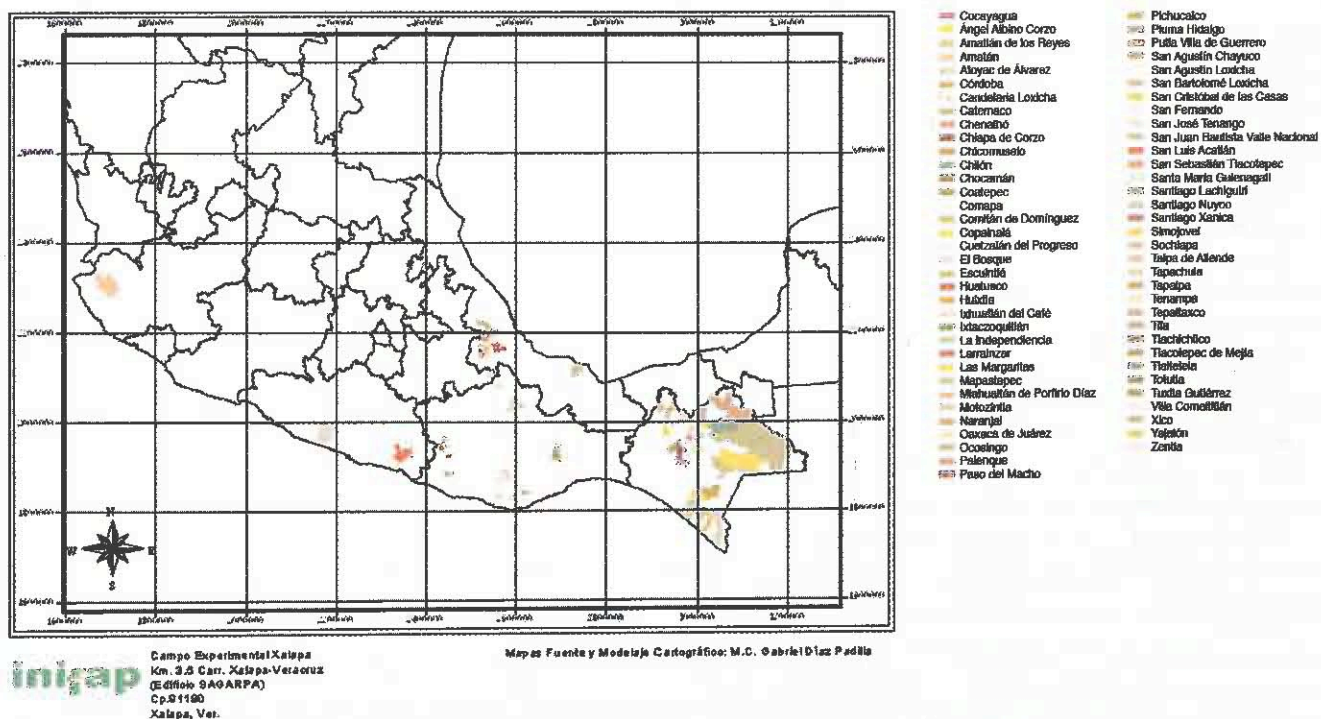 Cocayagua
Ángel Albino Corzo
Amatlán de los Reyes
Amatán
Atoyac de Álvarez
Córdoba
Candelaria Loxicha
Catemaco
Chenalhó
Chiapa de Corzo
Chicomuselo
Chilón
Chocamán
Coatepec
Comapa
Comitán de Domínguez
Copainalá
Cuetzalán del Progreso
El Bosque
Escuintla
Huatusco
Huixtla
Ixhuatlán del Café
Ixtaczoquitlán
La Independencia
Larrainzar
Las Margaritas
Mapastepec
Miahuatlán de Porfirio Díaz
Motozintla
Naranjal
Oaxaca de Juárez
Ocosingo
Palenque
Paso del Macho
Pichucalco
Pluma Hidalgo
Putla Villa de Guerrero
San Agustín Chayuco
San Agustín Loxicha
San Bartolomé Loxicha
San Cristóbal de las Casas
San Fernando
San José Tenango
San Juan Bautista Valle Nacional
San Luis Acatlán
San Sebastián Tlacotepec
Santa María Guienagati
Santiago Lachiguiri
Santiago Nuyoo
Santiago Xanica
Simojovel
Sochiapa
Talpa de Allende
Tapachula
Tapalpa
Tenampa
Tepatlaxco
Tila
Tlachichilco
Tlacotepec de Mejía
Tlaltetela
Totutla
Tuxtla Gutiérrez
Villa Comaltitlán
Xico
Yajalón
Zentla
N
W E
S
inifap
Campo Experimental Xalapa
Km. 3.5 Carr. Xalapa-Veracruz
(Edificio SAGARPA)
Cp.91190
Xalapa, Ver.
Mapas Fuente y Modelaje Cartográfico: M.C. Gabriel Díaz Padilla